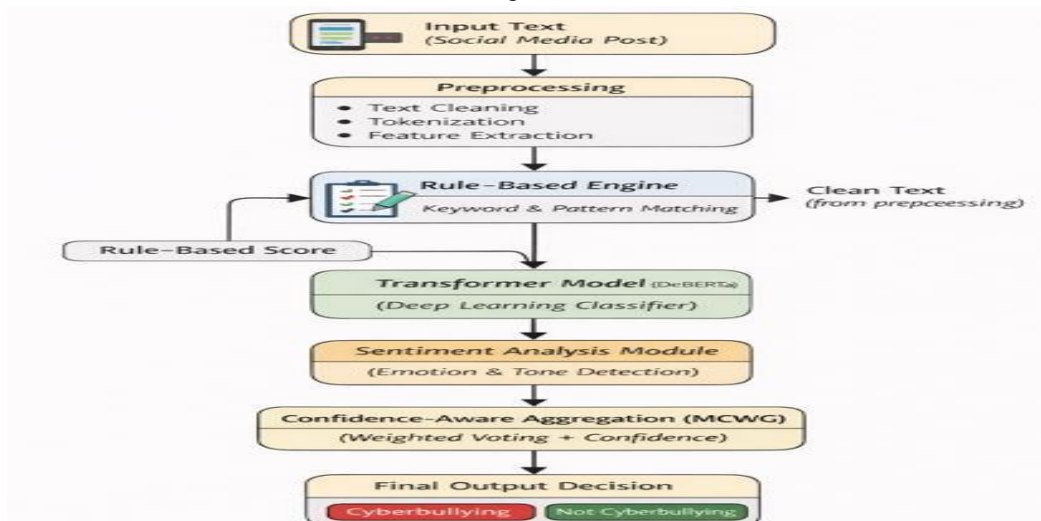 Input Text
(Social Media Post)
Preprocessing
• Text Cleaning
• Tokenization
• Feature Extraction
Rule-Based Engine
Keyword & Pattern Matching
Clean Text
(from prepceessing)
Rule-Based Score
Transformer Model (DeBERTa)
(Deep Learning Classifier)
Sentiment Analysis Module
(Emotion & Tone Detection)
Confidence-Aware Aggregation (MCWG)
(Weighted Voting + Confidence)
Final Output Decision
Cyberbullying
Not Cyberbullying